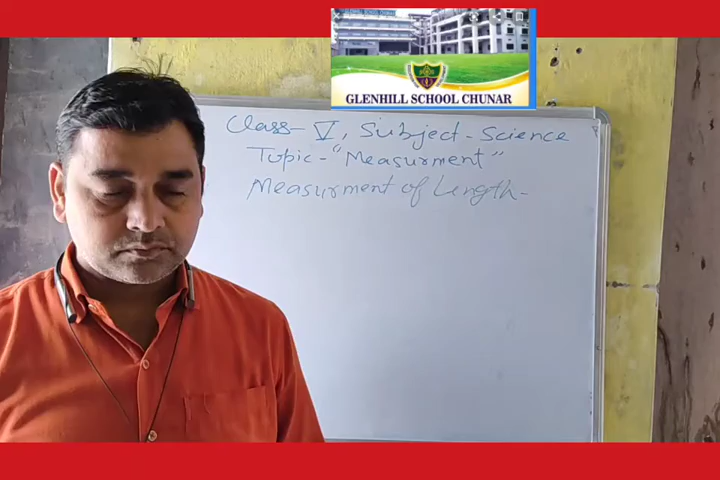 GLENHILL SCHOOL CHUNAR
Class- V, Subject - Science
Topic - "Measurment"
Measurment of Length-